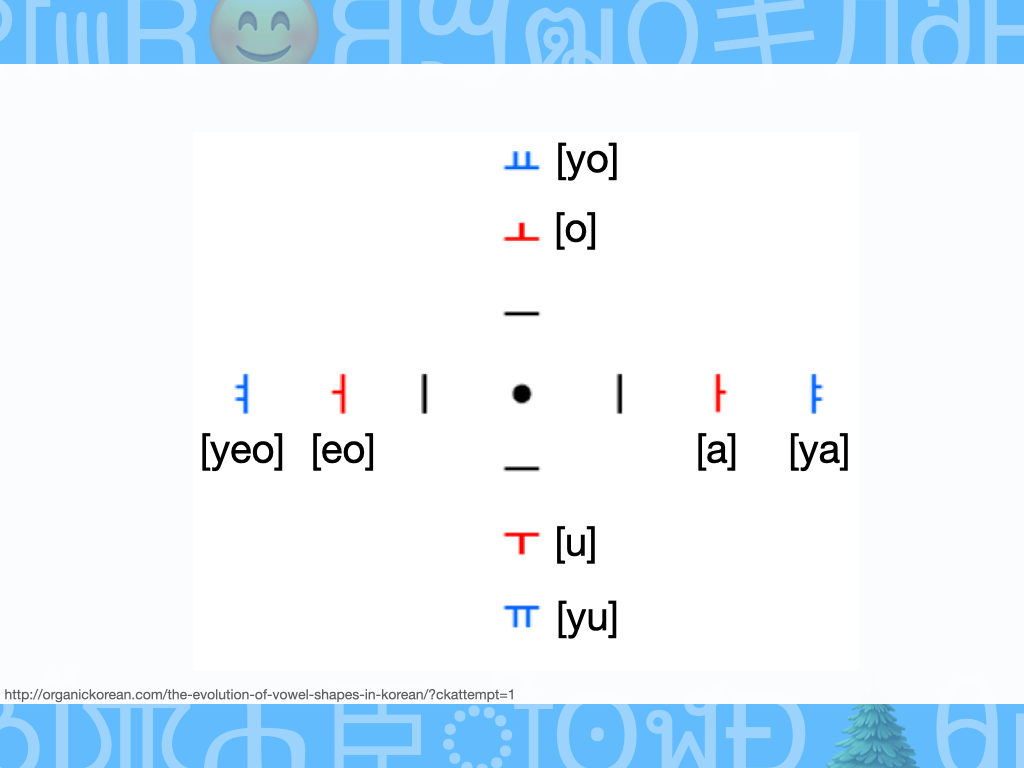 ㅛ [yo]
ㅗ [o]
ㅡ
ㅕ ㅓ ㅣ • ㅣ ㅏ ㅑ
[yeo] [eo] [a] [ya]
ㅡ
ㅜ [u]
ㅠ [yu]
http://organickorean.com/the-evolution-of-vowel-shapes-in-korean/?ckattempt=1